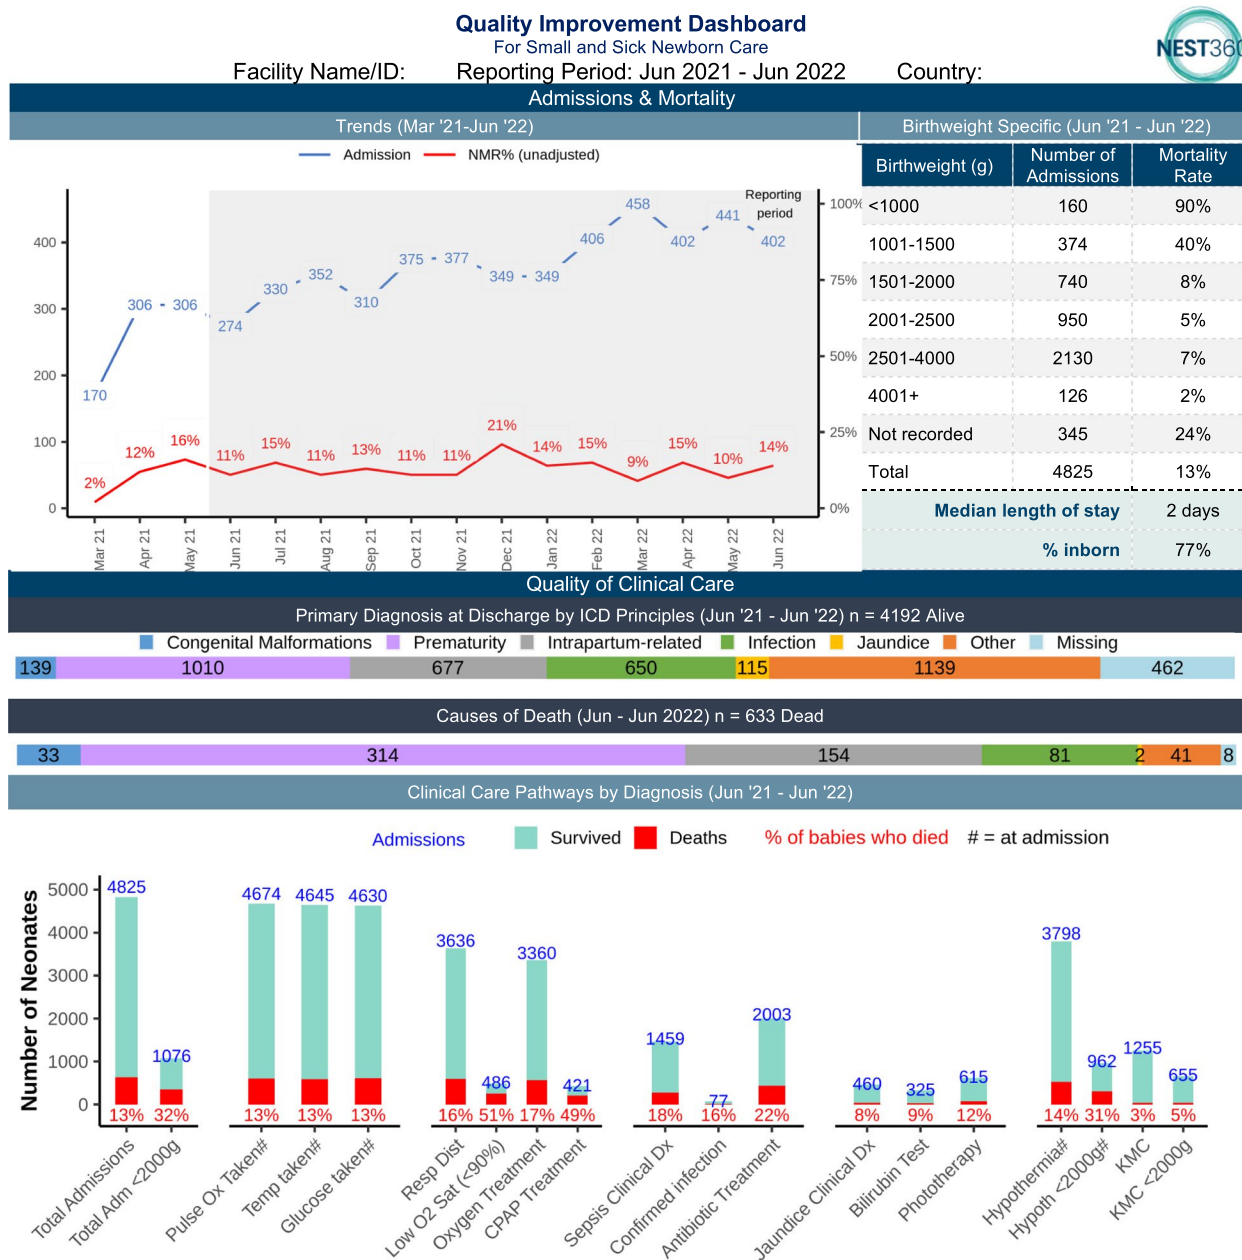 Quality Improvement Dashboard
For Small and Sick Newborn Care
NEST360
Facility Name/ID: Reporting Period: Jun 2021 - Jun 2022 Country:
Admissions & Mortality
Trends (Mar '21-Jun '22)
Birthweight Specific (Jun '21 - Jun '22)
Admission NMR% (unadjusted)
Reporting
period
400
300
200
100
0
100%
75%
50%
25%
0%
170 306 306 274 330 352 310 375 377 349 349 406 458 402 441 402
2% 12% 16% 11% 15% 11% 13% 11% 11% 21% 14% 15% 9% 15% 10% 14%
Mar 21 Apr 21 May 21 Jun 21 Jul 21 Aug 21 Sep 21 Oct 21 Nov 21 Dec 21 Jan 22 Feb 22 Mar 22 Apr 22 May 22 Jun 22
Birthweight (g) Number of Admissions Mortality Rate
<1000 160 90%
1001-1500 374 40%
1501-2000 740 8%
2001-2500 950 5%
2501-4000 2130 7%
4001+ 126 2%
Not recorded 345 24%
Total 4825 13%
Median length of stay 2 days
% inborn 77%
Quality of Clinical Care
Primary Diagnosis at Discharge by ICD Principles (Jun '21 - Jun '22) n = 4192 Alive
Congenital Malformations Prematurity Intrapartum-related Infection Jaundice Other Missing
139 1010 677 650 115 1139 462
Causes of Death (Jun - Jun 2022) n = 633 Dead
33 314 154 81 2 41 8
Clinical Care Pathways by Diagnosis (Jun '21 - Jun '22)
Admissions Survived Deaths % of babies who died # = at admission
Number of Neonates
5000
4000
3000
2000
1000
0
4825 1076 4674 4645 4630 3636 486 3360 421 1459 77 2003 460 325 615 3798 962 1255 655
13% 32% 13% 13% 13% 16% 51% 17% 49% 18% 16% 22% 8% 9% 12% 14% 31% 3% 5%
Total Admissions
Total Adm <2000g
Pulse Ox Taken#
Temp taken#
Glucose taken#
Resp Dist
Low O2 Sat (<90%)
Oxygen Treatment
CPAP Treatment
Sepsis Clinical Dx
Confirmed infection
Antibiotic Treatment
Jaundice Clinical Dx
Bilirubin Test
Phototherapy
Hypothermia#
Hypoth <2000g#
KMC
KMC <2000g